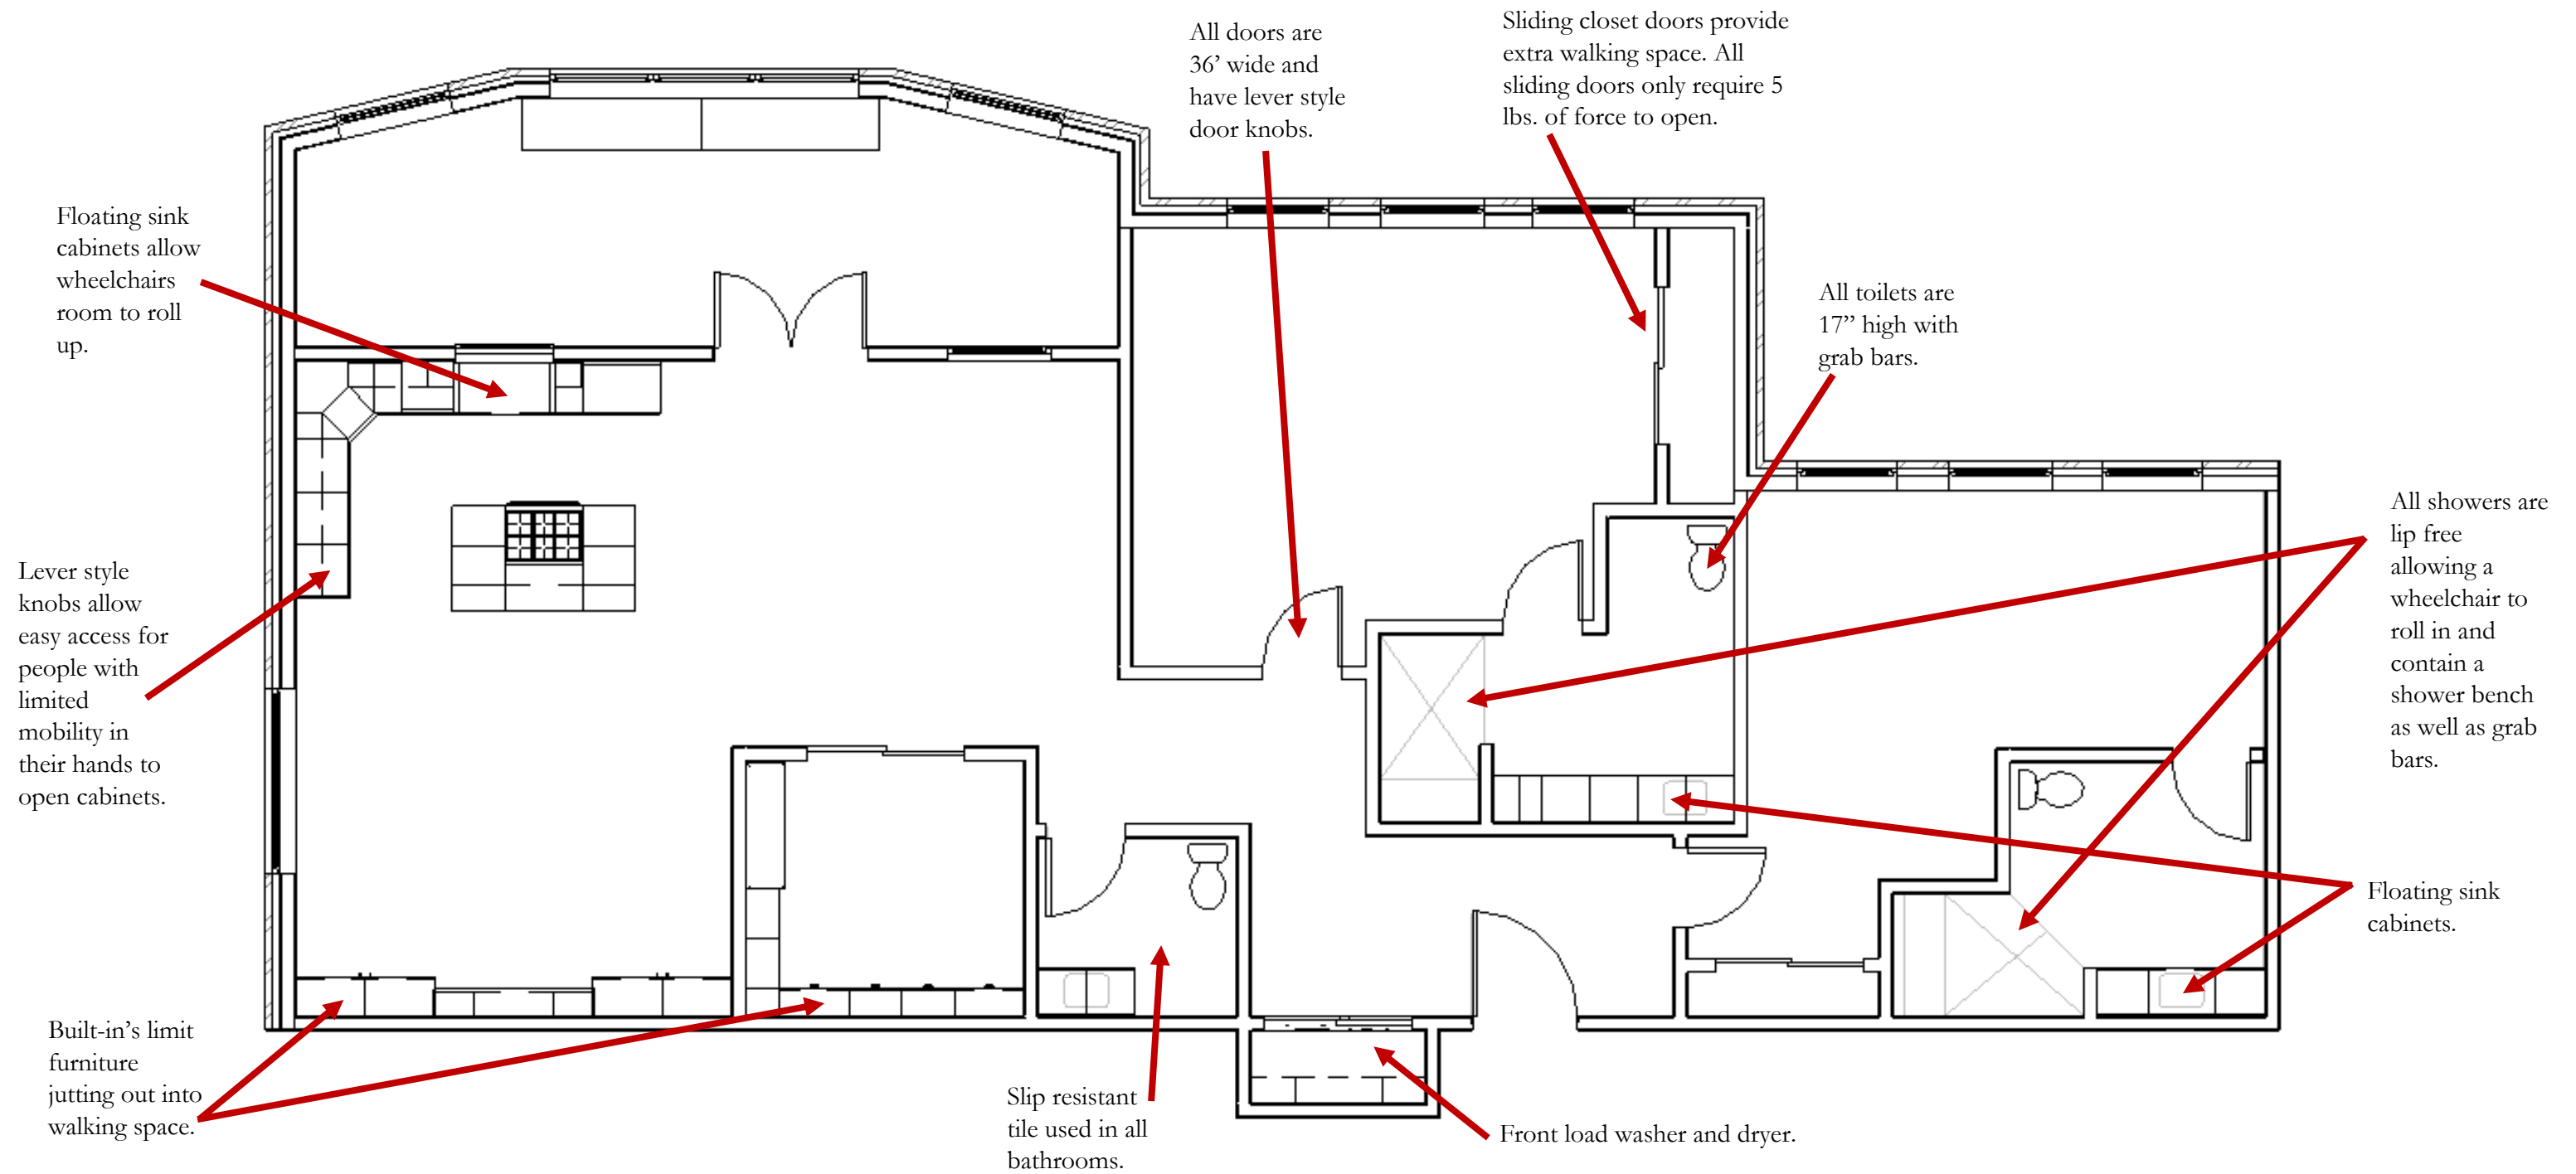 All doors are
36’ wide and
have lever style
door knobs.
Sliding closet doors provide
extra walking space. All
sliding doors only require 5
lbs. of force to open.
Floating sink
cabinets allow
wheelchairs
room to roll
up.
All toilets are
17” high with
grab bars.
All showers are
lip free
allowing a
wheelchair to
roll in and
contain a
shower bench
as well as grab
bars.
Lever style
knobs allow
easy access for
people with
limited
mobility in
their hands to
open cabinets.
Floating sink
cabinets.
Built-in’s limit
furniture
jutting out into
walking space.
Slip resistant
tile used in all
bathrooms.
Front load washer and dryer.